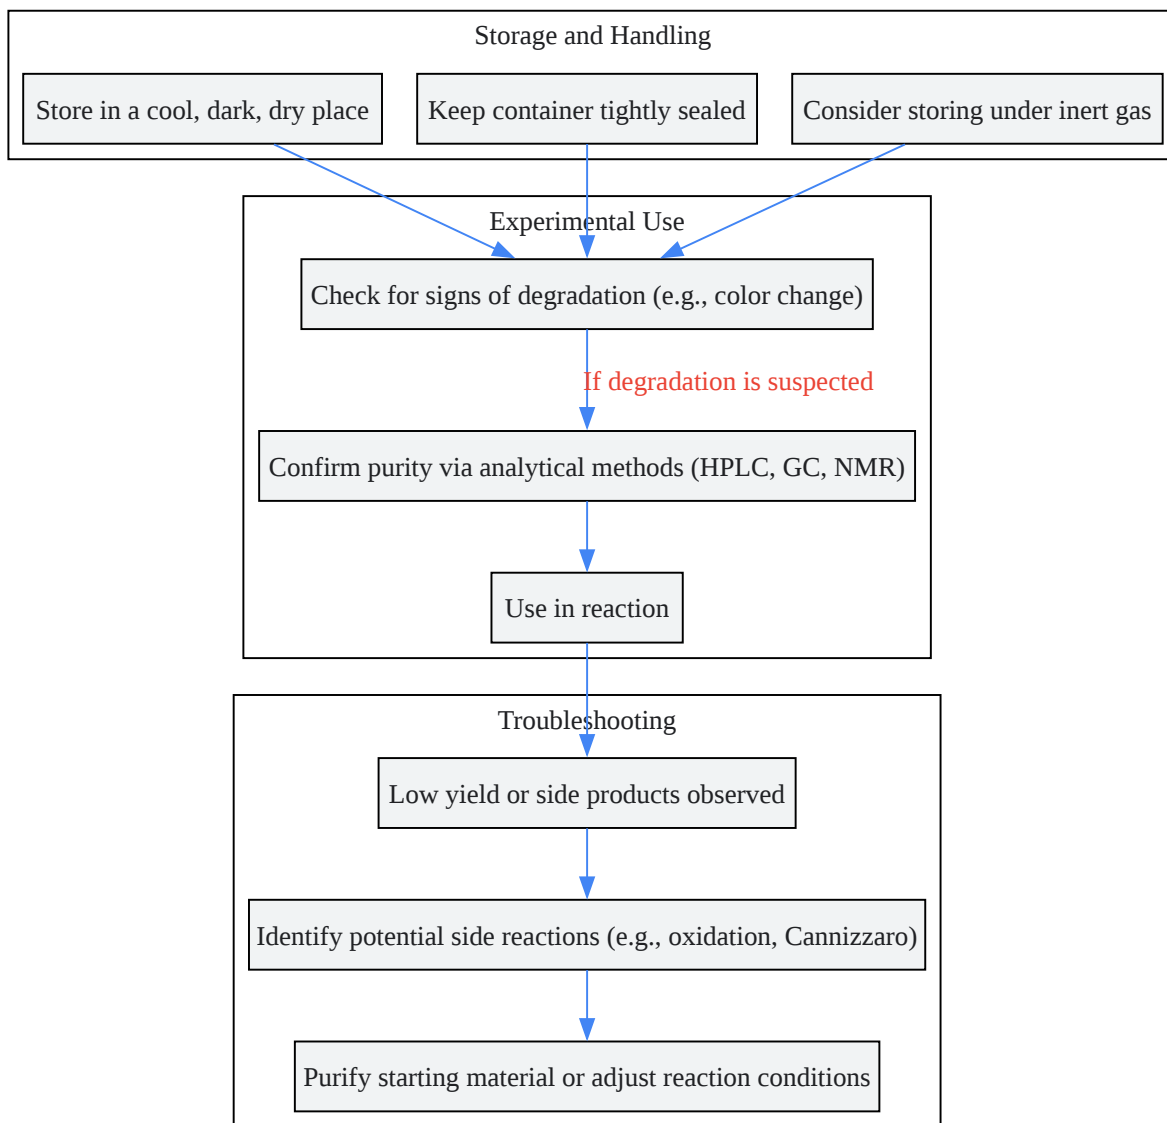 Storage and Handling
Store in a cool, dark, dry place
Keep container tightly sealed
Consider storing under inert gas
Experimental Use
Check for signs of degradation (e.g., color change)
If degradation is suspected
Confirm purity via analytical methods (HPLC, GC, NMR)
Use in reaction
Troubleshooting
Low yield or side products observed
Identify potential side reactions (e.g., oxidation, Cannizzaro)
Purify starting material or adjust reaction conditions